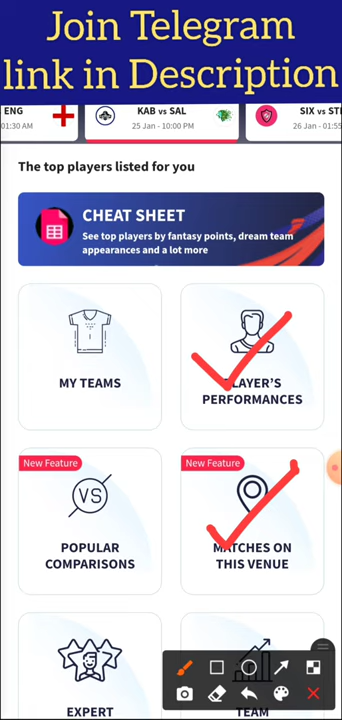 Join Telegram
link in Description
ENG
KAB vs SAL
SIX vs ST
01:30 AM
25 Jan - 10:00 PM
26 Jan - 01:55
The top players listed for you
CHEAT SHEET
See top players by fantasy points, dream team
appearances and a lot more
MY TEAMS
PLAYER'S
PERFORMANCES
New Feature
New Feature
VS
POPULAR
COMPARISONS
MATCHES ON
THIS VENUE
EXPERT
TEAM